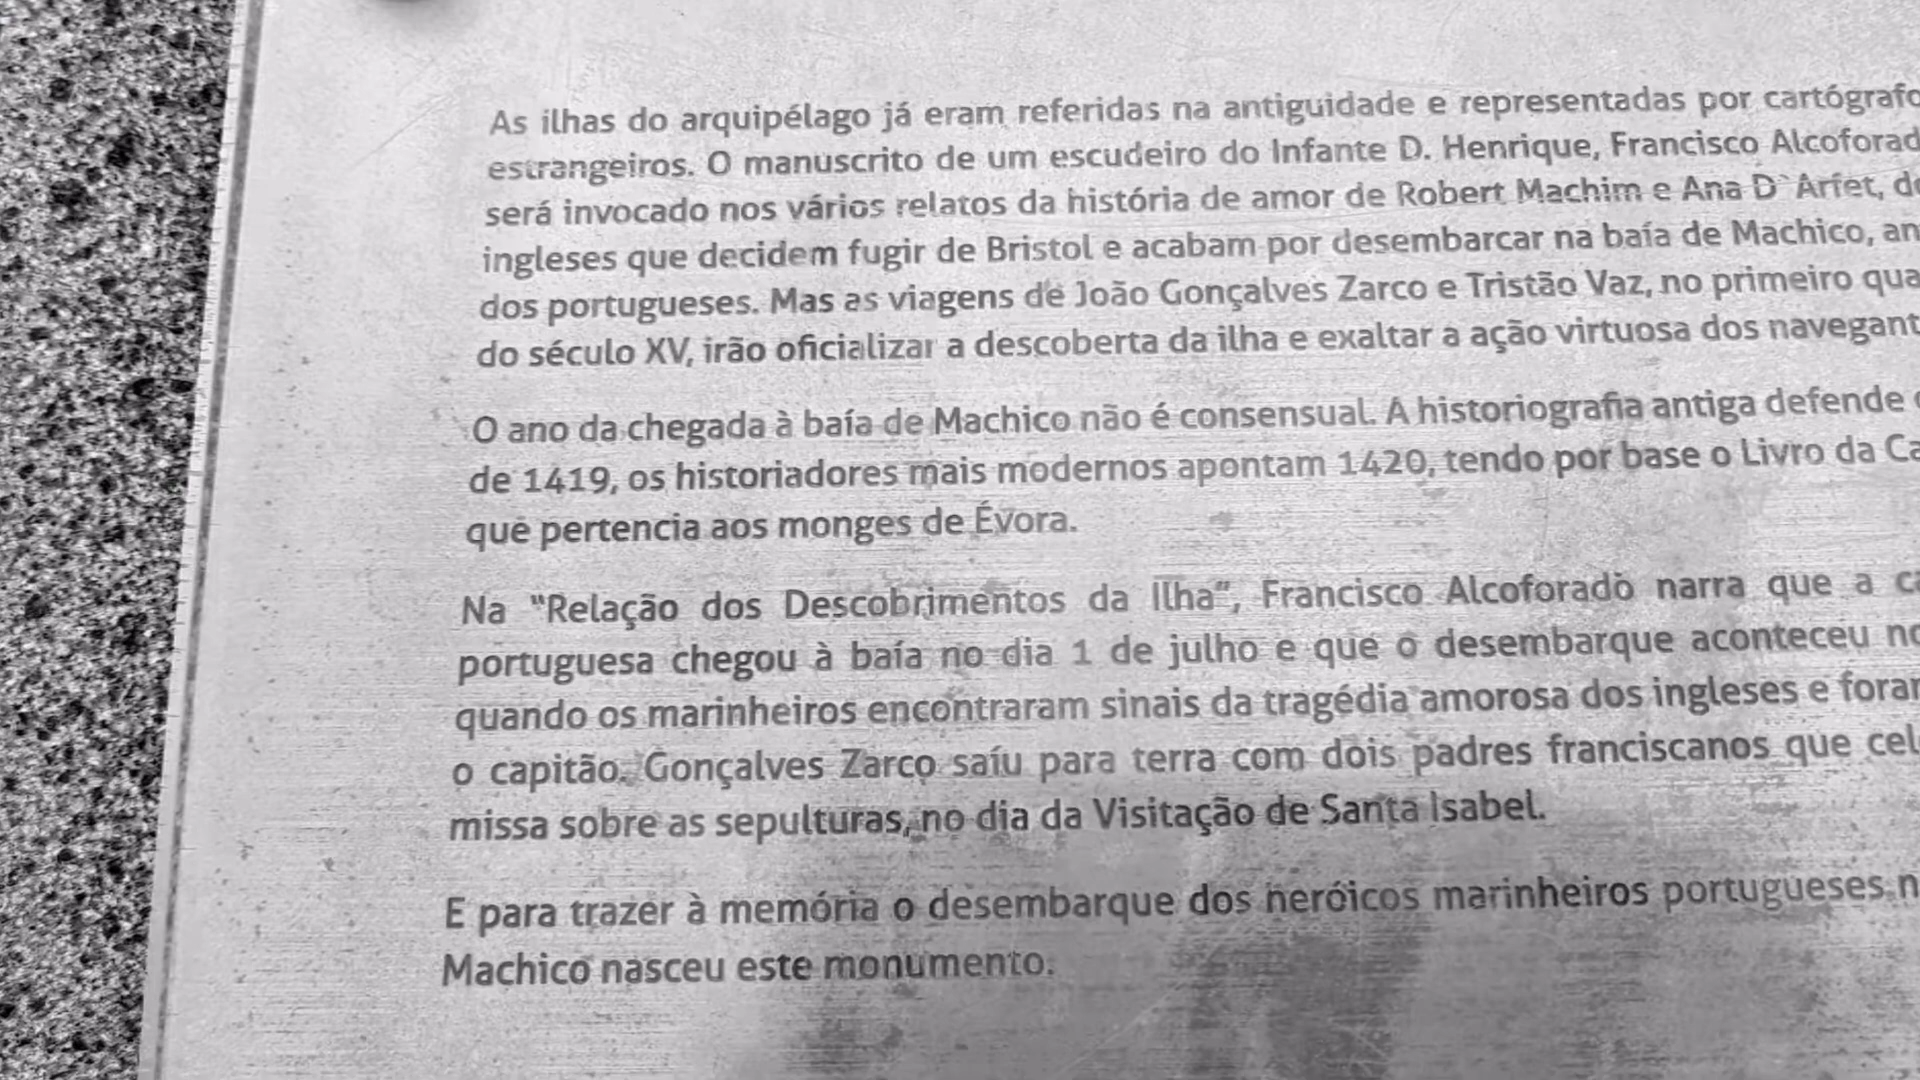 As ilhas do arquipélago já eram referidas na antiguidade e representadas por cartógrafo
estrangeiros. O manuscrito de um escudeiro do Infante D. Henrique, Francisco Alcoforad
será invocado nos vários relatos da história de amor de Robert Machim e Ana D`Arfet, do
ingleses que decidem fugir de Bristol e acabam por desembarcar na baía de Machico, an
dos portugueses. Mas as viagens de João Gonçalves Zarco e Tristão Vaz, no primeiro qua
do século XV, irão oficializar a descoberta da ilha e exaltar a ação virtuosa dos navegant
O ano da chegada à baía de Machico não é consensual. A historiografia antiga defende
de 1419, os historiadores mais modernos apontam 1420, tendo por base o Livro da Ca
que pertencia aos monges de Évora.
Na "Relação dos Descobrimentos da Ilha", Francisco Alcoforado narra que a ca
portuguesa chegou à baía no dia 1 de julho e que o desembarque aconteceu no
quando os marinheiros encontraram sinais da tragédia amorosa dos ingleses e foram
o capitão. Gonçalves Zarco saíu para terra com dois padres franciscanos que cel
missa sobre as sepulturas, no dia da Visitação de Santa Isabel.
E para trazer à memória o desembarque dos heróicos marinheiros portugueses n
Machico nasceu este monumento.